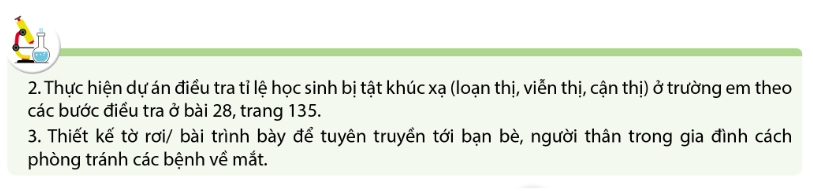 2. Thực hiện dự án điều tra tỉ lệ học sinh bị tật khúc xạ (loạn thị, viễn thị, cận thị) ở trường em theo
các bước điều tra ở bài 28, trang 135.
3. Thiết kế tờ rơi/ bài trình bày để tuyên truyền tới bạn bè, người thân trong gia đình cách
phòng tránh các bệnh về mắt.